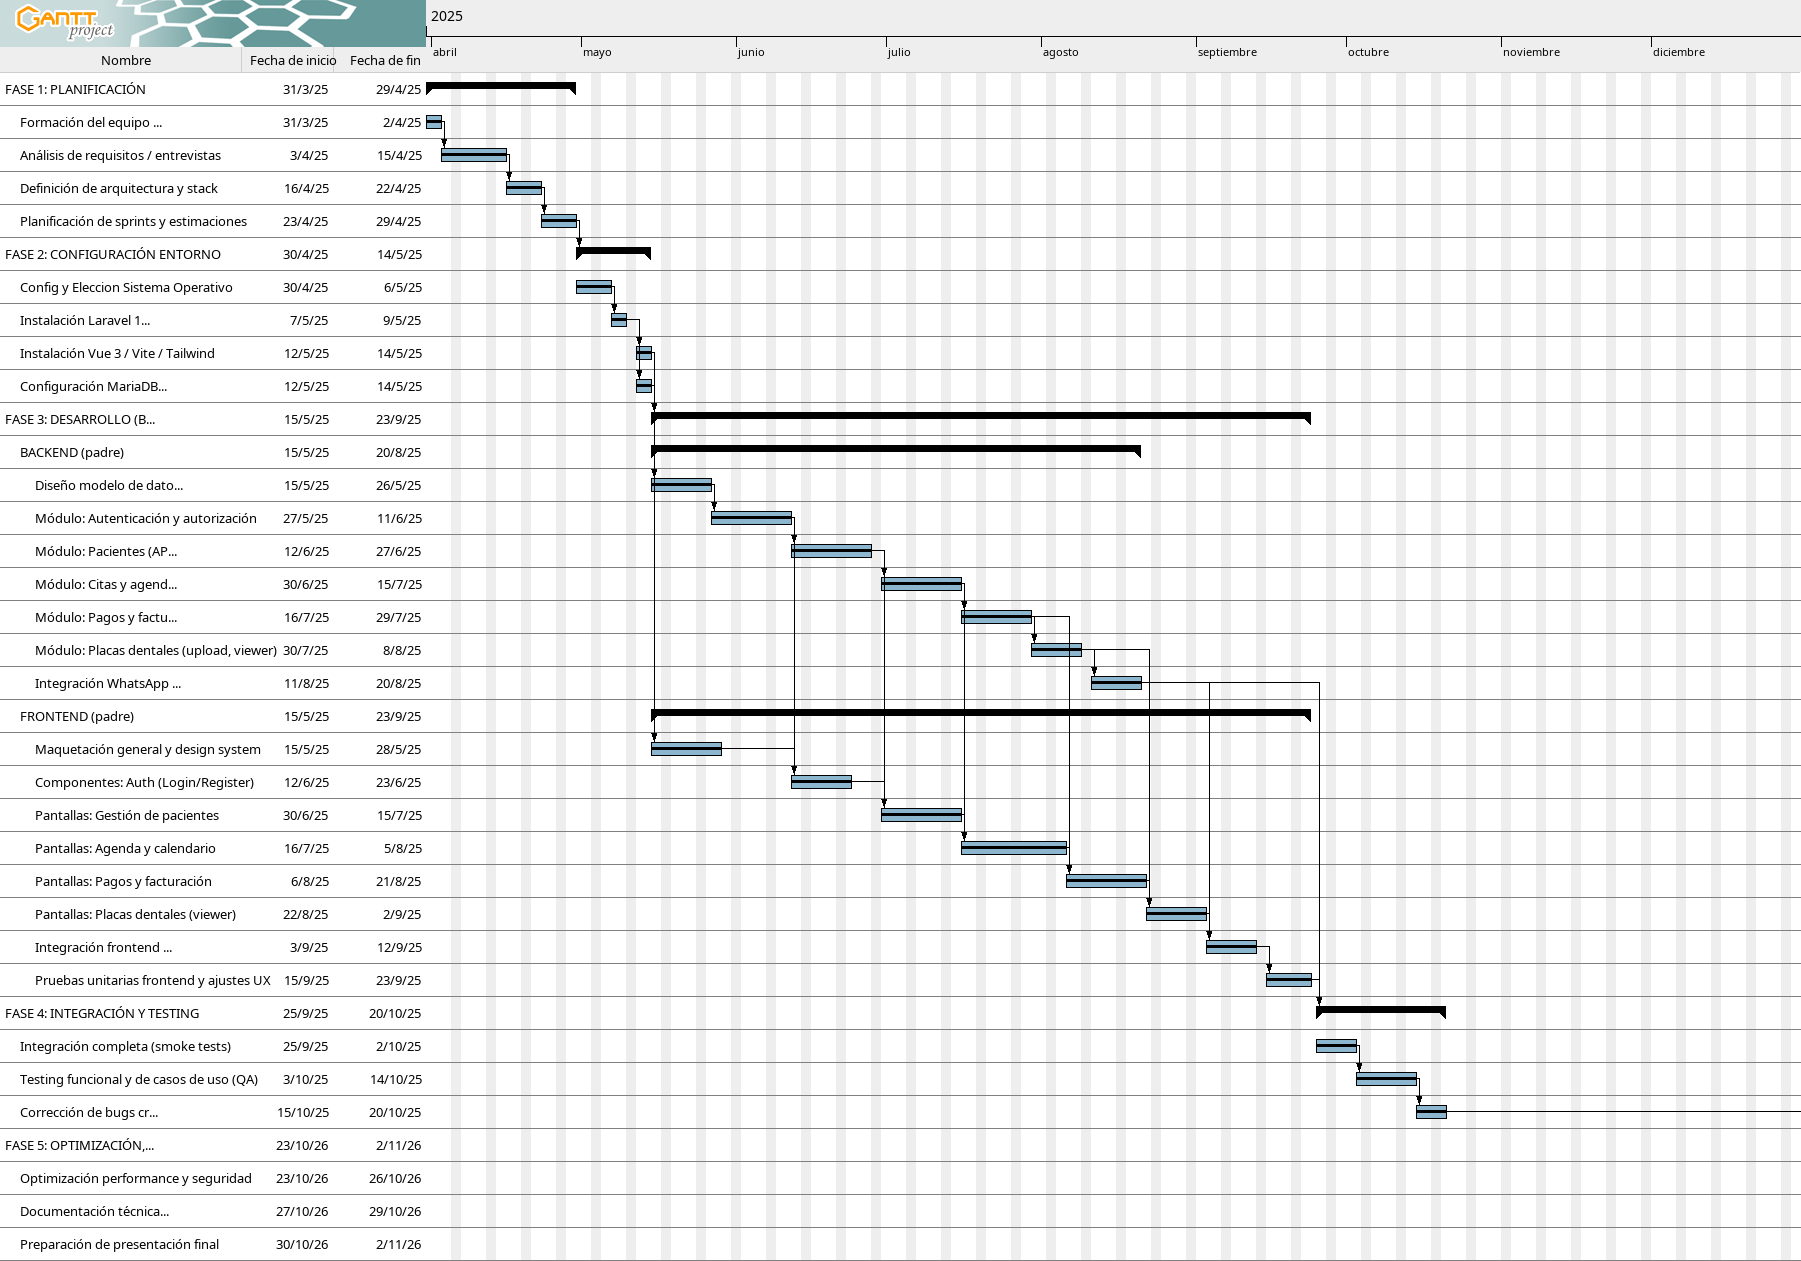 GANTT
project
2025
abril mayo junio julio agosto septiembre octubre noviembre diciembre
Nombre Fecha de inicio Fecha de fin
FASE 1: PLANIFICACIÓN 31/3/25 29/4/25
Formación del equipo ... 31/3/25 2/4/25
Análisis de requisitos / entrevistas 3/4/25 15/4/25
Definición de arquitectura y stack 16/4/25 22/4/25
Planificación de sprints y estimaciones 23/4/25 29/4/25
FASE 2: CONFIGURACIÓN ENTORNO 30/4/25 14/5/25
Config y Eleccion Sistema Operativo 30/4/25 6/5/25
Instalación Laravel 1... 7/5/25 9/5/25
Instalación Vue 3 / Vite / Tailwind 12/5/25 14/5/25
Configuración MariaDB... 12/5/25 14/5/25
FASE 3: DESARROLLO (B... 15/5/25 23/9/25
BACKEND (padre) 15/5/25 20/8/25
Diseño modelo de dato... 15/5/25 26/5/25
Módulo: Autenticación y autorización 27/5/25 11/6/25
Módulo: Pacientes (AP... 12/6/25 27/6/25
Módulo: Citas y agend... 30/6/25 15/7/25
Módulo: Pagos y factu... 16/7/25 29/7/25
Módulo: Placas dentales (upload, viewer) 30/7/25 8/8/25
Integración WhatsApp ... 11/8/25 20/8/25
FRONTEND (padre) 15/5/25 23/9/25
Maquetación general y design system 15/5/25 28/5/25
Componentes: Auth (Login/Register) 12/6/25 23/6/25
Pantallas: Gestión de pacientes 30/6/25 15/7/25
Pantallas: Agenda y calendario 16/7/25 5/8/25
Pantallas: Pagos y facturación 6/8/25 21/8/25
Pantallas: Placas dentales (viewer) 22/8/25 2/9/25
Integración frontend ... 3/9/25 12/9/25
Pruebas unitarias frontend y ajustes UX 15/9/25 23/9/25
FASE 4: INTEGRACIÓN Y TESTING 25/9/25 20/10/25
Integración completa (smoke tests) 25/9/25 2/10/25
Testing funcional y de casos de uso (QA) 3/10/25 14/10/25
Corrección de bugs cr... 15/10/25 20/10/25
FASE 5: OPTIMIZACIÓN,... 23/10/26 2/11/26
Optimización performance y seguridad 23/10/26 26/10/26
Documentación técnica... 27/10/26 29/10/26
Preparación de presentación final 30/10/26 2/11/26